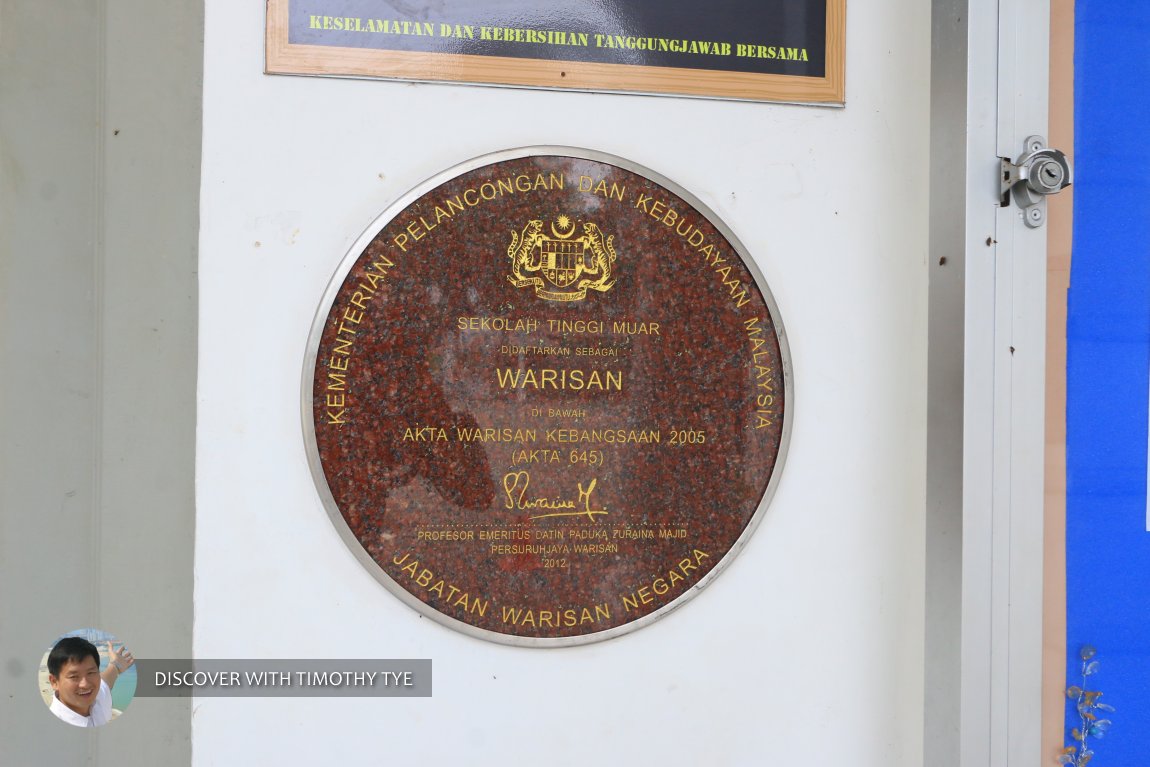 KESELAMATAN DAN KEBERSIHAN TANGGUNGJAWAB BERSAMA
KEMENTERIAN PELANCONGAN DAN KEBUDAYAAN MALAYSIA
SEKOLAH TINGGI MUAR
DIDAFTARKAN SEBAGAI
WARISAN
DI BAWAH
AKTA WARISAN KEBANGSAAN 2005
(AKTA 645)
PROFESOR EMERITUS DATIN PADUKA ZURAINA MAJID
PERSURUHJAYA WARISAN
2012
JABATAN WARISAN NEGARA
DISCOVER WITH TIMOTHY TYE